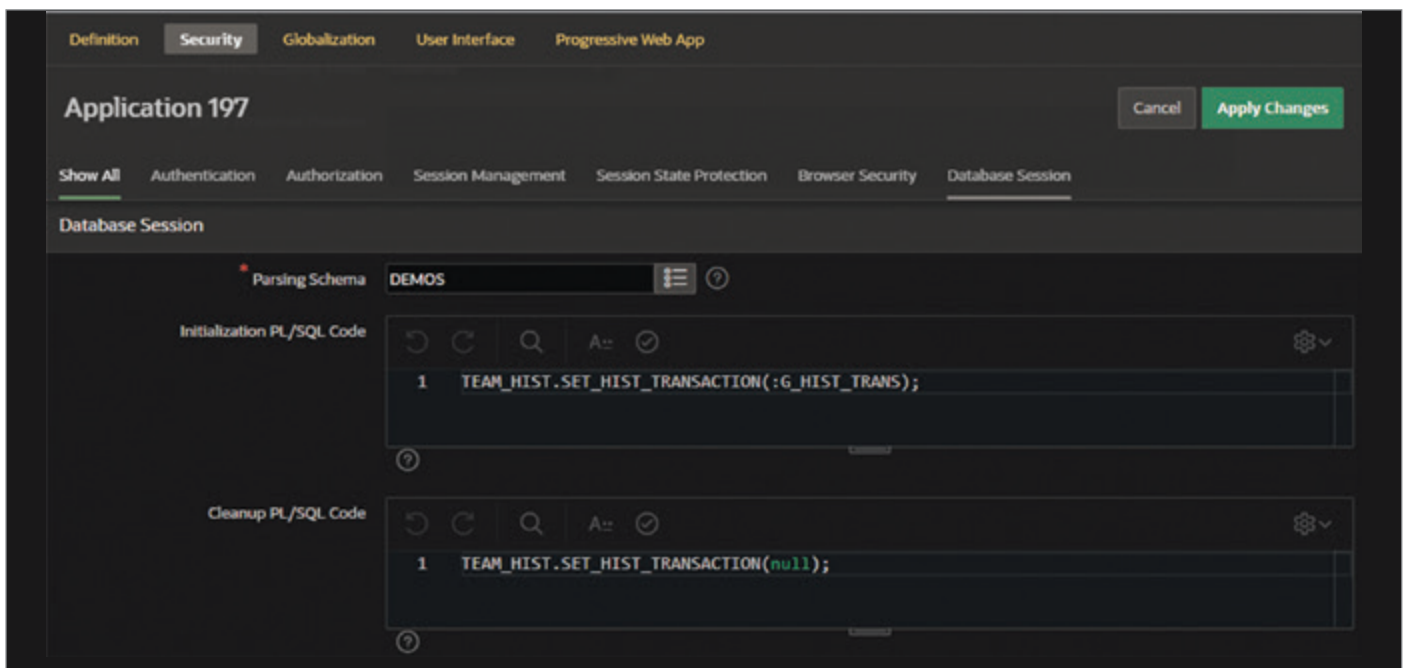 Definition Security Globalization User Interface Progressive Web App
Application 197
Cancel Apply Changes
Show All Authentication Authorization Session Management Session State Protection Browser Security Database Session
Database Session
* Parsing Schema DEMOS ?
Initialization PL/SQL Code
A::
1 TEAM_HIST.SET_HIST_TRANSACTION(:G_HIST_TRANS);
?
Cleanup PL/SQL Code
A::
1 TEAM_HIST.SET_HIST_TRANSACTION(null);
?